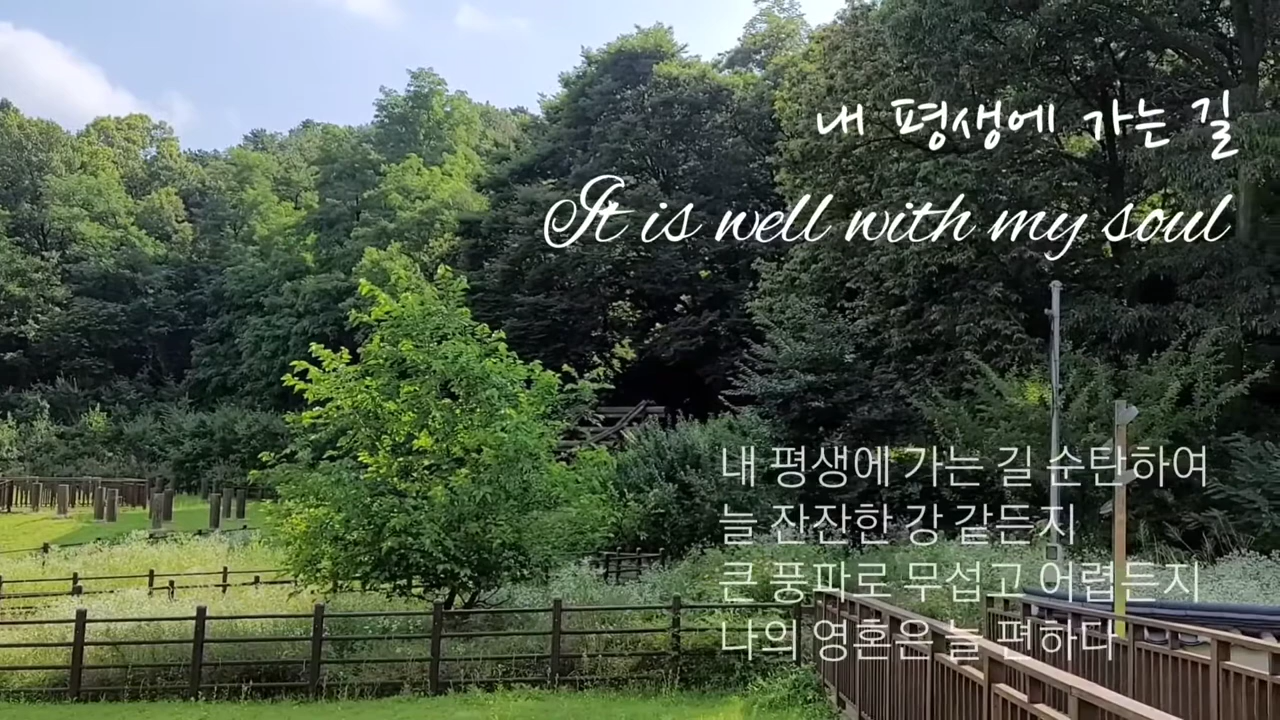 내 평생에 가는 길
It is well with my soul
내 평생에 가는 길 순탄하여
늘 잔잔한 강 같든지
큰 풍파로 무섭고 어렵든지
나의 영혼은 늘 편하다